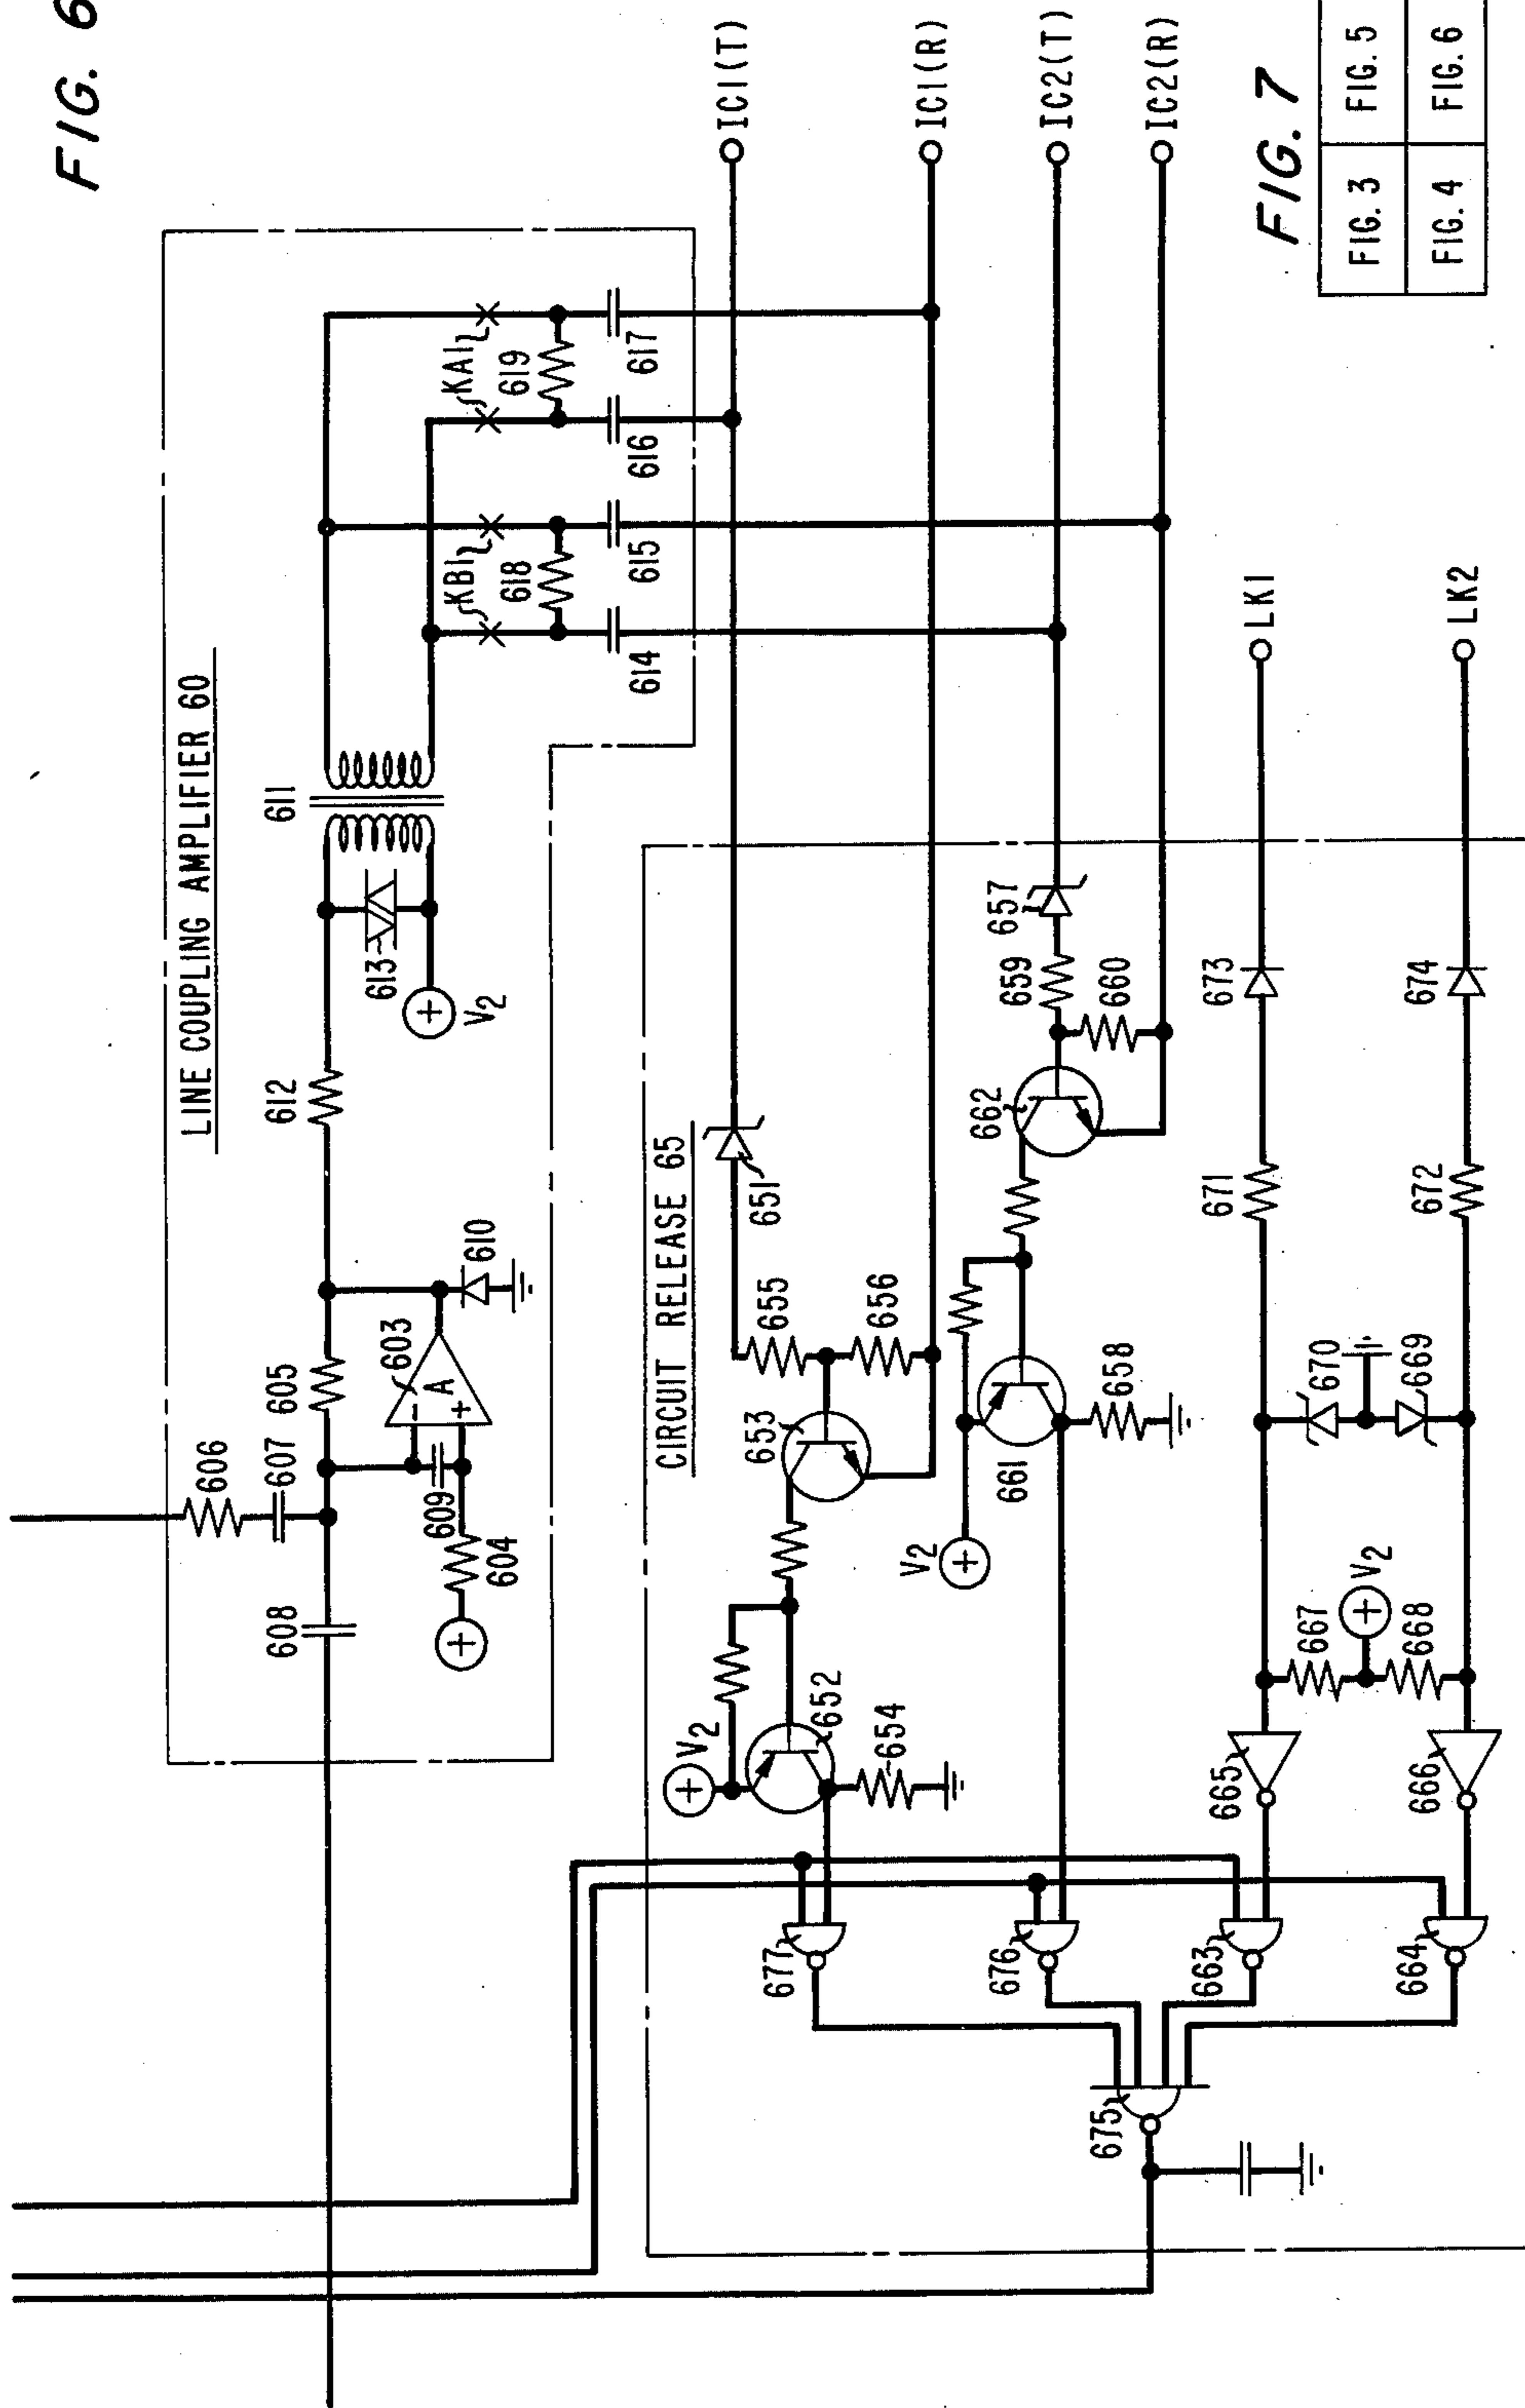 FIG. 6
LINE COUPLING AMPLIFIER 60
606
607
608
605
603
A
-
+
609
604
+
610
612
611
613
+
V2
KB1
KA1
618
619
614
615
616
617
IC1(T)
IC1(R)
IC2(T)
IC2(R)
CIRCUIT RELEASE 65
651
655
656
653
V2
+
652
654
657
659
660
662
V2
+
661
658
677
676
663
664
675
665
666
667
668
V2
+
670
669
671
672
673
674
LK1
LK2
FIG. 7
FIG. 3 FIG. 5
FIG. 4 FIG. 6